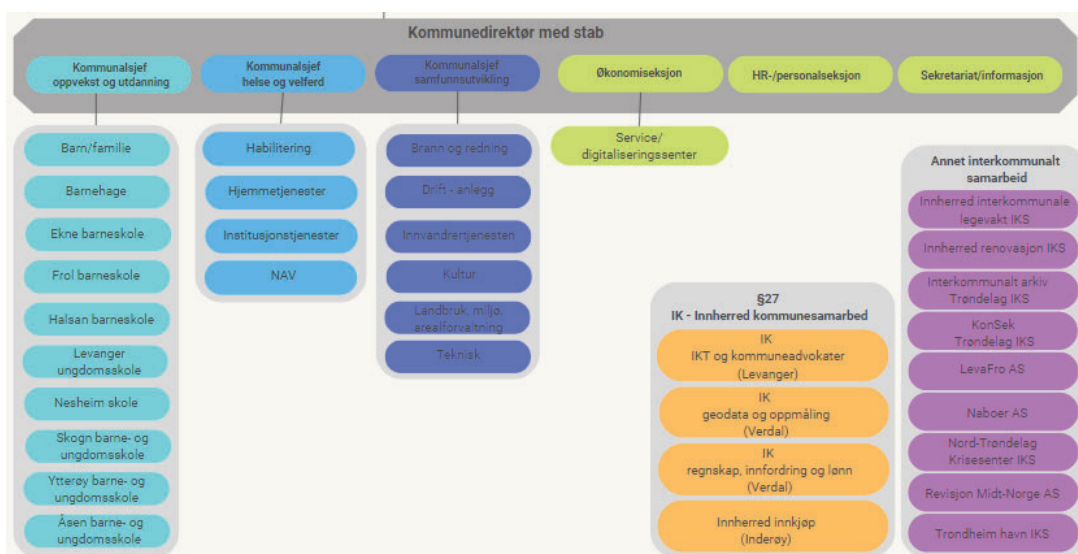 Kommunedirektør med stab
Kommunalsjef
oppvekst og utdanning
Kommunalsjef
helse og velferd
Kommunalsjef
samfunnsutvikling
Økonomiseksjon
HR-/personalseksjon
Sekretariat/informasjon
Barn/familie
Barnehage
Ekne barneskole
Frol barneskole
Halsan barneskole
Levanger
ungdomsskole
Nesheim skole
Skogn barne- og
ungdomsskole
Ytterøy barne- og
ungdomsskole
Åsen barne- og
ungdomsskole
Habilitering
Hjemmetjenester
Institusjonstjenester
NAV
Brann og redning
Drift - anlegg
Innvandrertjenesten
Kultur
Landbruk, miljø,
arealforvaltning
Teknisk
Service/
digitaliseringssenter
§27
IK - Innherred kommunesamarbed
IK
IKT og kommuneadvokater
(Levanger)
IK
geodata og oppmåling
(Verdal)
IK
regnskap, innfordring og lønn
(Verdal)
Innherred innkjøp
(Inderøy)
Annet interkommunalt
samarbeid
Innherred interkommunale
legevakt IKS
Innherred renovasjon IKS
Interkommunalt arkiv
Trøndelag IKS
KonSek
Trøndelag IKS
LevaFro AS
Naboer AS
Nord-Trøndelag
Krisesenter IKS
Revisjon Midt-Norge AS
Trondheim havn IKS